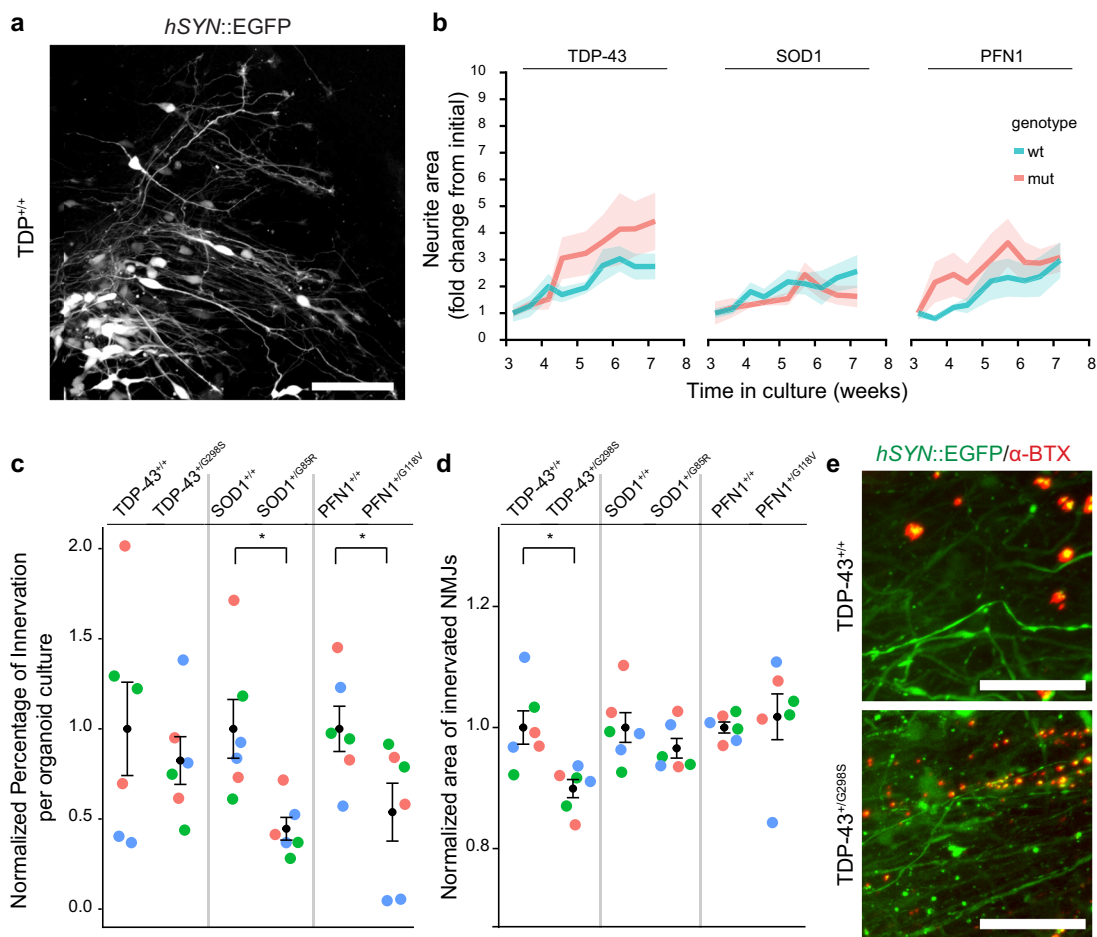 a
hSYN::EGFP
TDP+/+
b
TDP-43
SOD1
PFN1
Neurite area
(fold change from initial)
10
9
8
7
6
5
4
3
2
1
0
genotype
wt
mut
3 4 5 6 7 8 3 4 5 6 7 8 3 4 5 6 7 8
Time in culture (weeks)
c
TDP-43+/+
TDP-43+/G298S
SOD1+/+
SOD1+/G85R
PFN1+/+
PFN1+/G118V
* *
Normalized Percentage of Innervation
per organoid culture
2.0
1.5
1.0
0.5
0.0
d
TDP-43+/+
TDP-43+/G298S
SOD1+/+
SOD1+/G85R
PFN1+/+
PFN1+/G118V
*
Normalized area of innervated NMJs
1.2
1.0
0.8
e
hSYN::EGFP/α-BTX
TDP-43+/+
TDP-43+/G298S